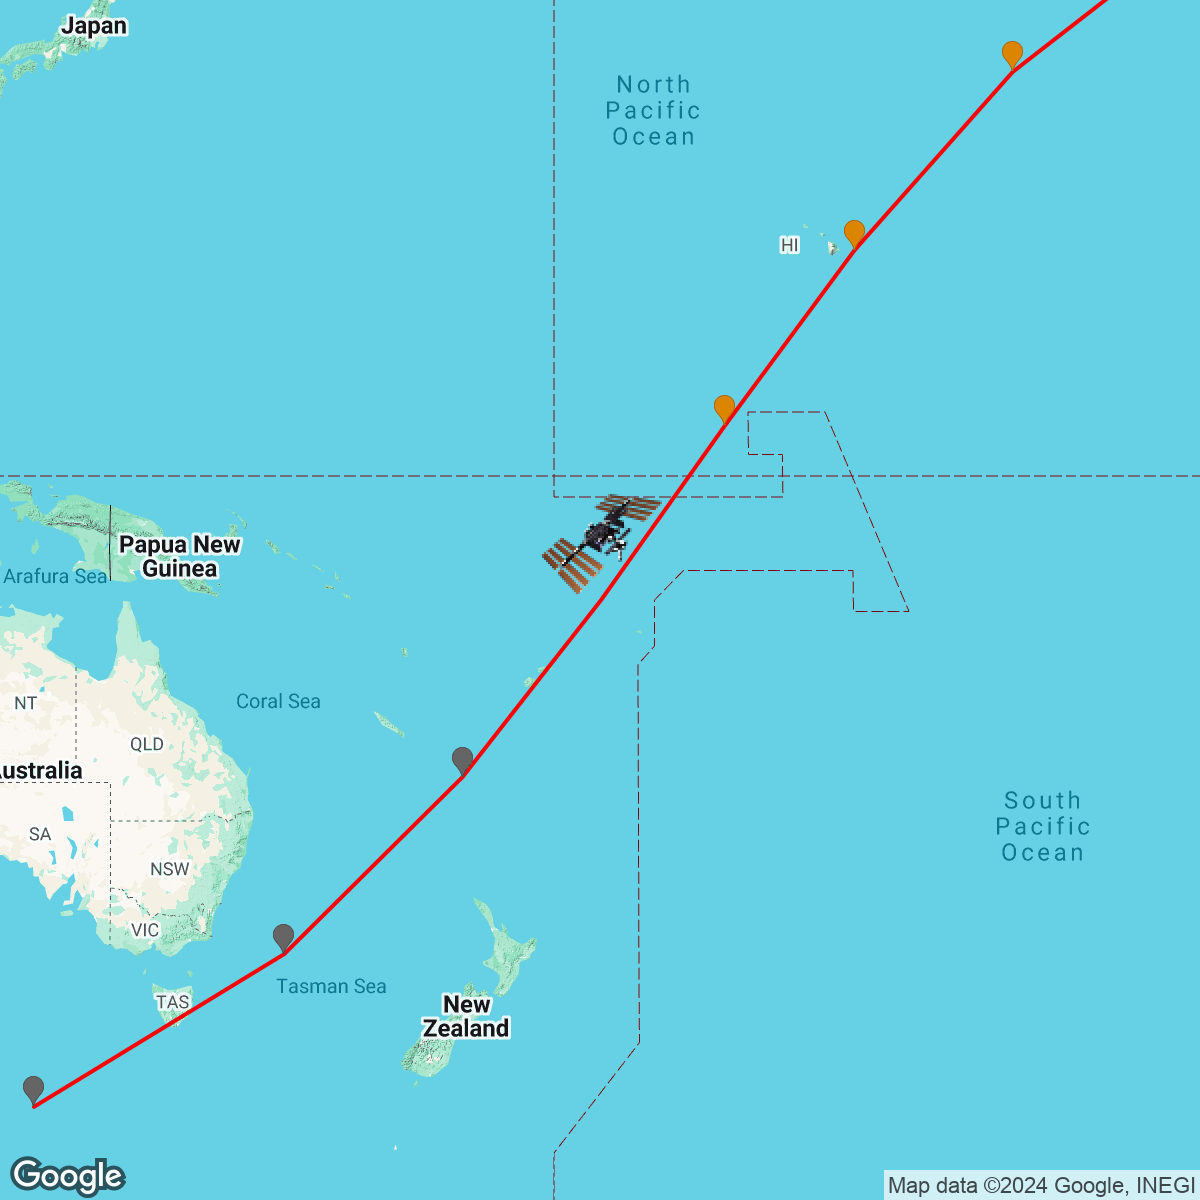 Japan
North
Pacific
Ocean
HI
Papua New
Guinea
Arafura Sea
NT
Coral Sea
QLD
ustralia
South
Pacific
Ocean
SA
NSW
VIC
Tasman Sea
TAS
New
Zealand
Google
Map data ©2024 Google, INEGI